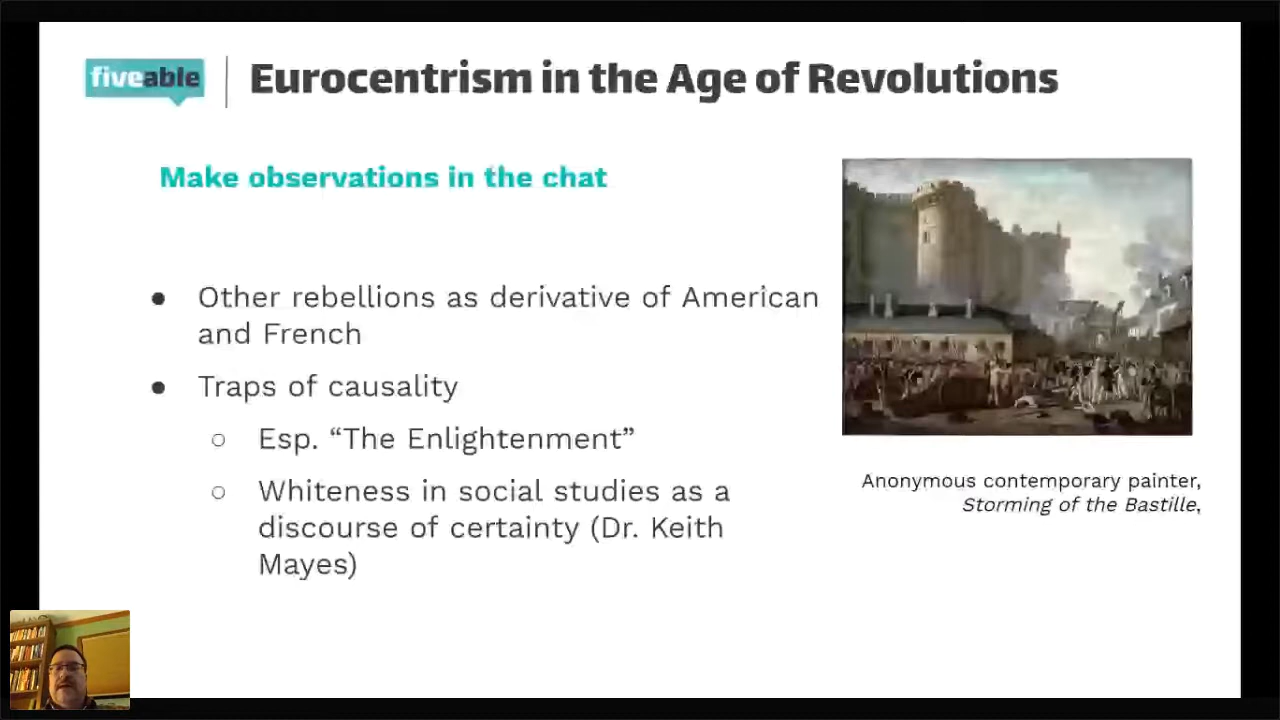 fiveable
Eurocentrism in the Age of Revolutions
Make observations in the chat
● Other rebellions as derivative of American
and French
● Traps of causality
○ Esp. “The Enlightenment”
○ Whiteness in social studies as a
discourse of certainty (Dr. Keith
Mayes)
Anonymous contemporary painter,
Storming of the Bastille,